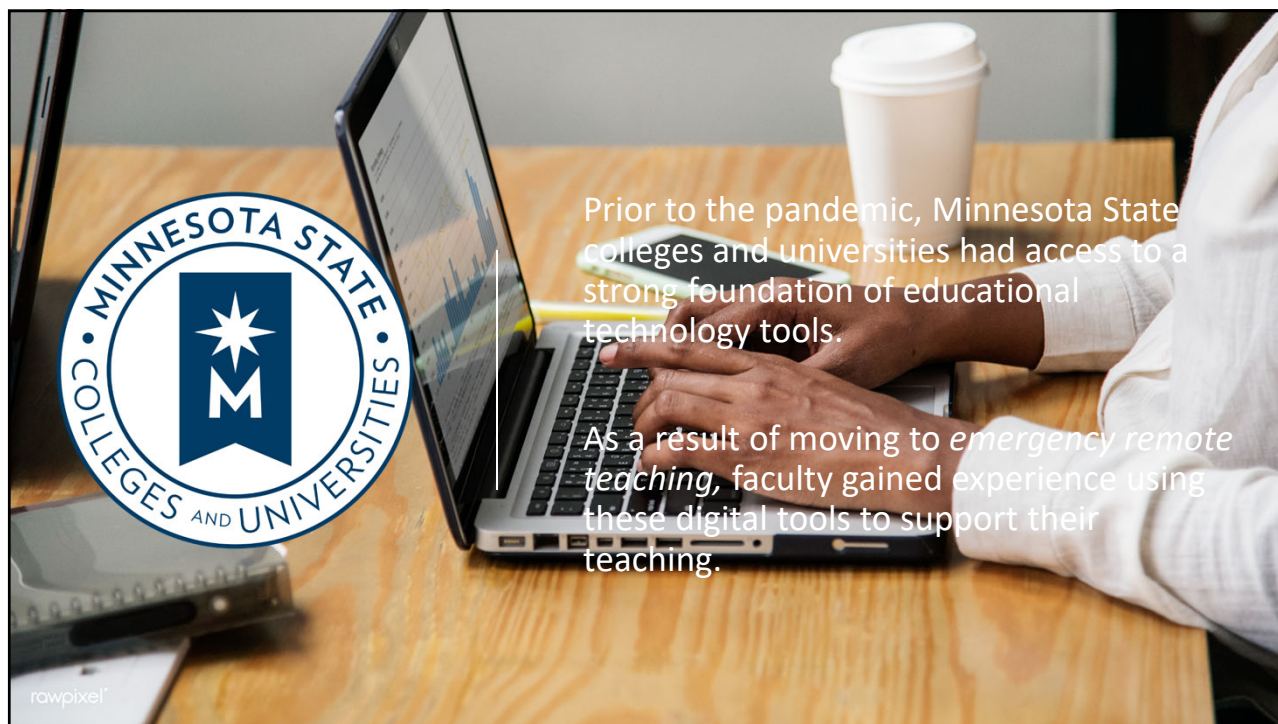 MINNESOTA STATE
COLLEGES AND UNIVERSITIES
M
Prior to the pandemic, Minnesota State
colleges and universities had access to a
strong foundation of educational
technology tools.
As a result of moving to emergency remote
teaching, faculty gained experience using
these digital tools to support their
teaching.
rawpixel